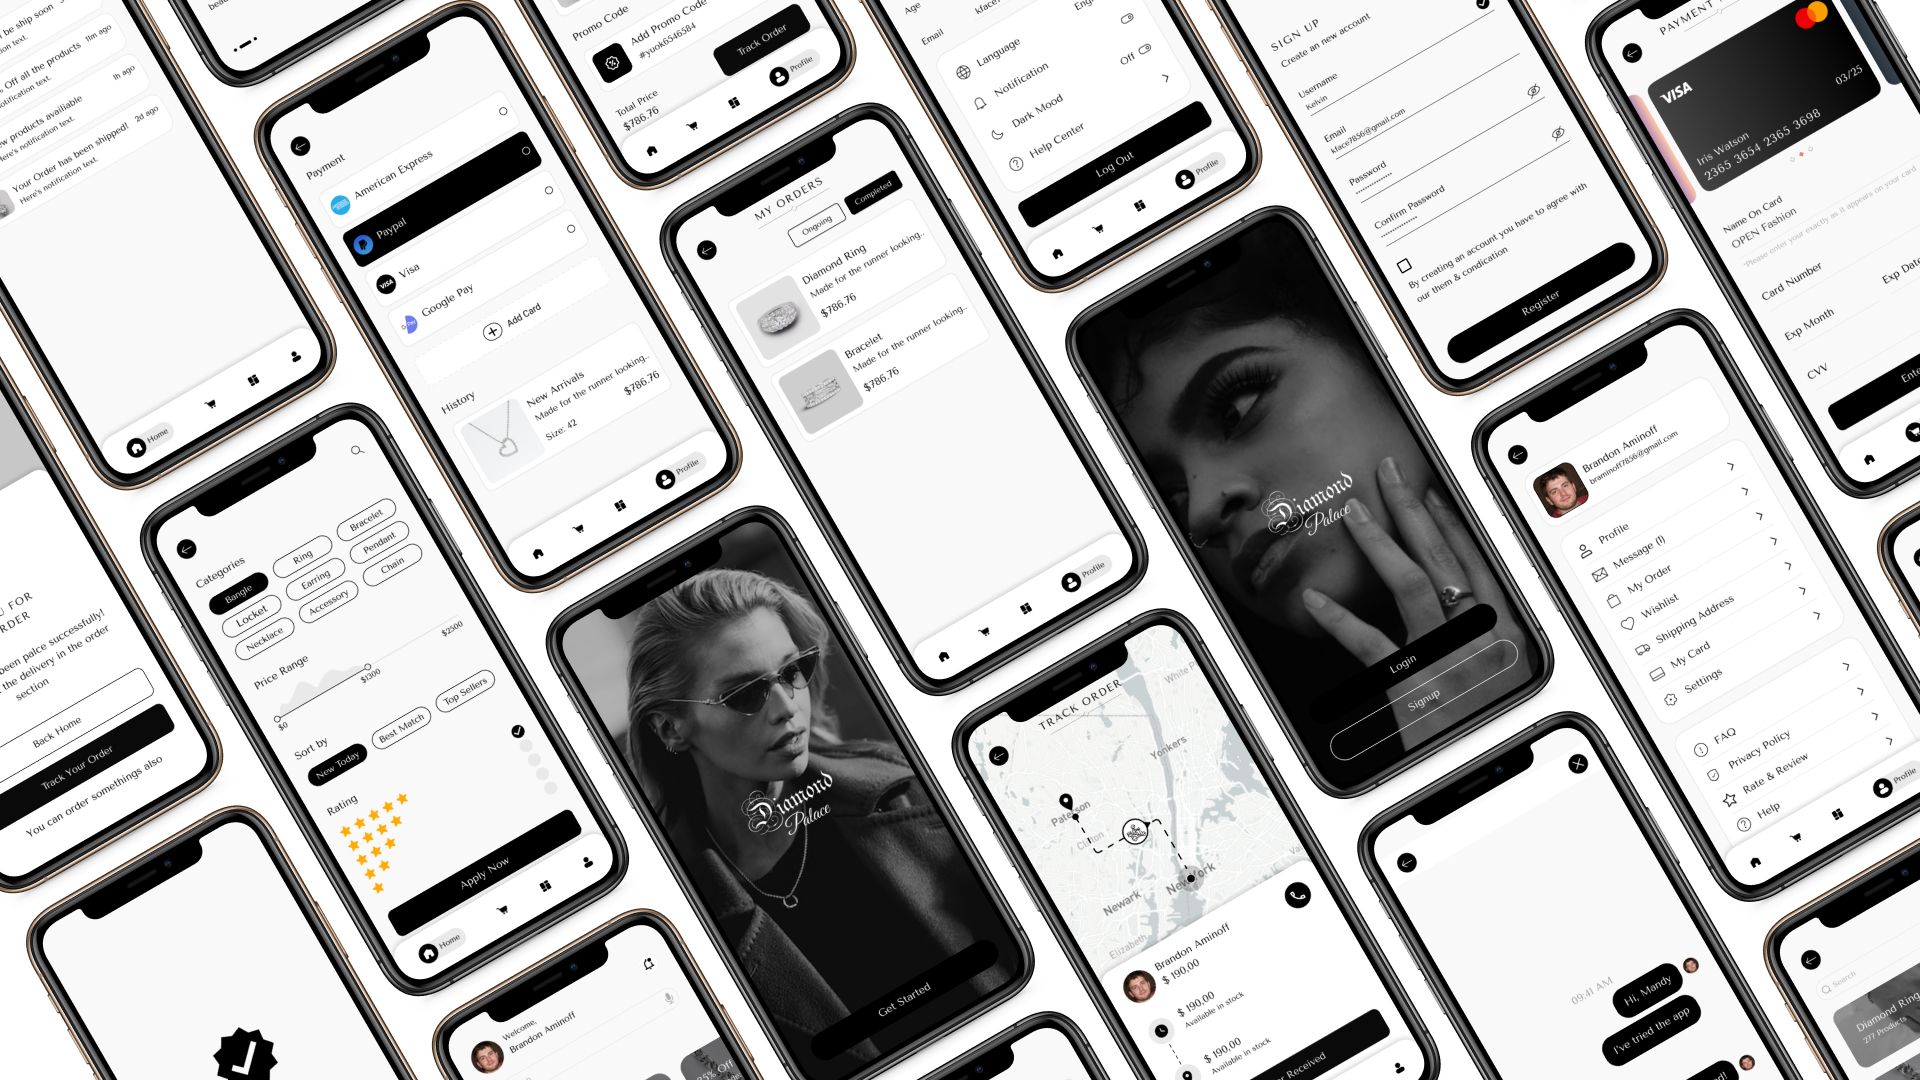 be ship soon
11m ago
notification text.
Off all the products
1h ago
notification text.
products available
Here's notification text.
2d ago
Your Order has been shipped!
Here's notification text.
Home
Payment
American Express
Paypal
Visa
Google Pay
Add Card
History
New Arrivals
Made for the runner looking..
$786.76
Size: 42
Profile
Promo Code
Add Promo Code
#yuok6546584
Total Price
$786.76
Track Order
Profile
MY ORDERS
Ongoing
Completed
Diamond Ring
Made for the runner looking..
$786.76
Bracelet
Made for the runner looking..
$786.76
Profile
Age
Email
Language
Notification
Dark Mood
Off
Help Center
Log Out
Profile
SIGN UP
Create an new account
Username
Kelvin
Email
kface7856@gmail.com
Password
Confirm Password
By creating an account you have to agree with
our them & condication
Register
PAYMENT
VISA
03/25
Iris Watson
2365 3654 2365 3698
Name On Card
OPEN Fashion
*Please enter your exactly as it appears on your card
Card Number
Exp Month
Exp Date
CVV
FOR
been palce successfully!
the delivery in the order
section
Back Home
Track Your Order
You can order somethings also
Categories
Bangle
Ring
Bracelet
Locket
Earring
Pendant
Necklace
Accessory
Chain
Price Range
$0
$1300
$2500
Sort by
New Today
Best Match
Top Sellers
Rating
Apply Now
Home
Diamond
Palace
Get Started
Diamond
Palace
Login
Signup
TRACK ORDER
White
Yonkers
Paterson
Clifton
New York
Newark
Elizabeth
Brandon Aminoff
$ 190,00
$ 190,00
Available in stock
$ 190,00
Available in stock
Received
Brandon Aminoff
braminoff7856@gmail.com
Profile
Message (1)
My Order
Wishlist
Shipping Address
My Card
Settings
FAQ
Privacy Policy
Rate & Review
Help
Profile
Welcome,
Brandon Aminoff
25% Off
09:41 AM
Hi, Mandy
I've tried the app
Search
Diamond Ring
277 Products